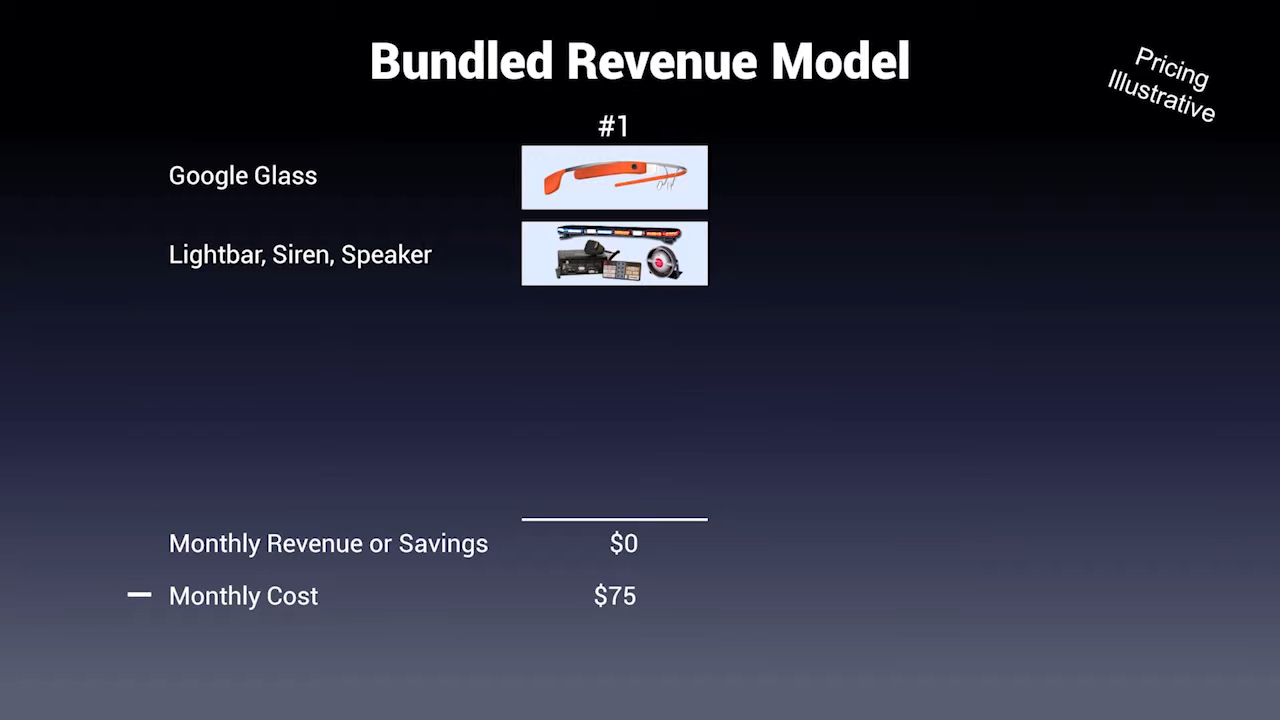 Bundled Revenue Model
Pricing
Illustrative
#1
Google Glass
Lightbar, Siren, Speaker
Monthly Revenue or Savings $0
— Monthly Cost $75